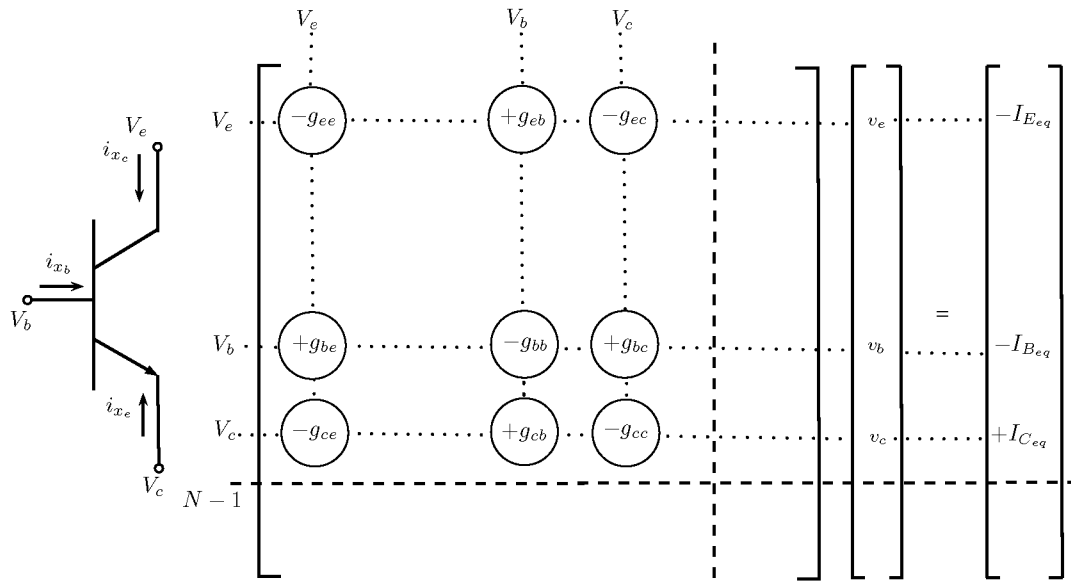 V_e V_b V_c
V_e -g_{ee} +g_{eb} -g_{ec} v_e -I_{E_{eq}}
V_e
i_{x_c}
i_{x_b}
V_b
=
V_b +g_{be} -g_{bb} +g_{bc} v_b -I_{B_{eq}}
i_{x_e}
V_c -g_{ce} +g_{cb} -g_{cc} v_c +I_{C_{eq}}
V_c
N - 1